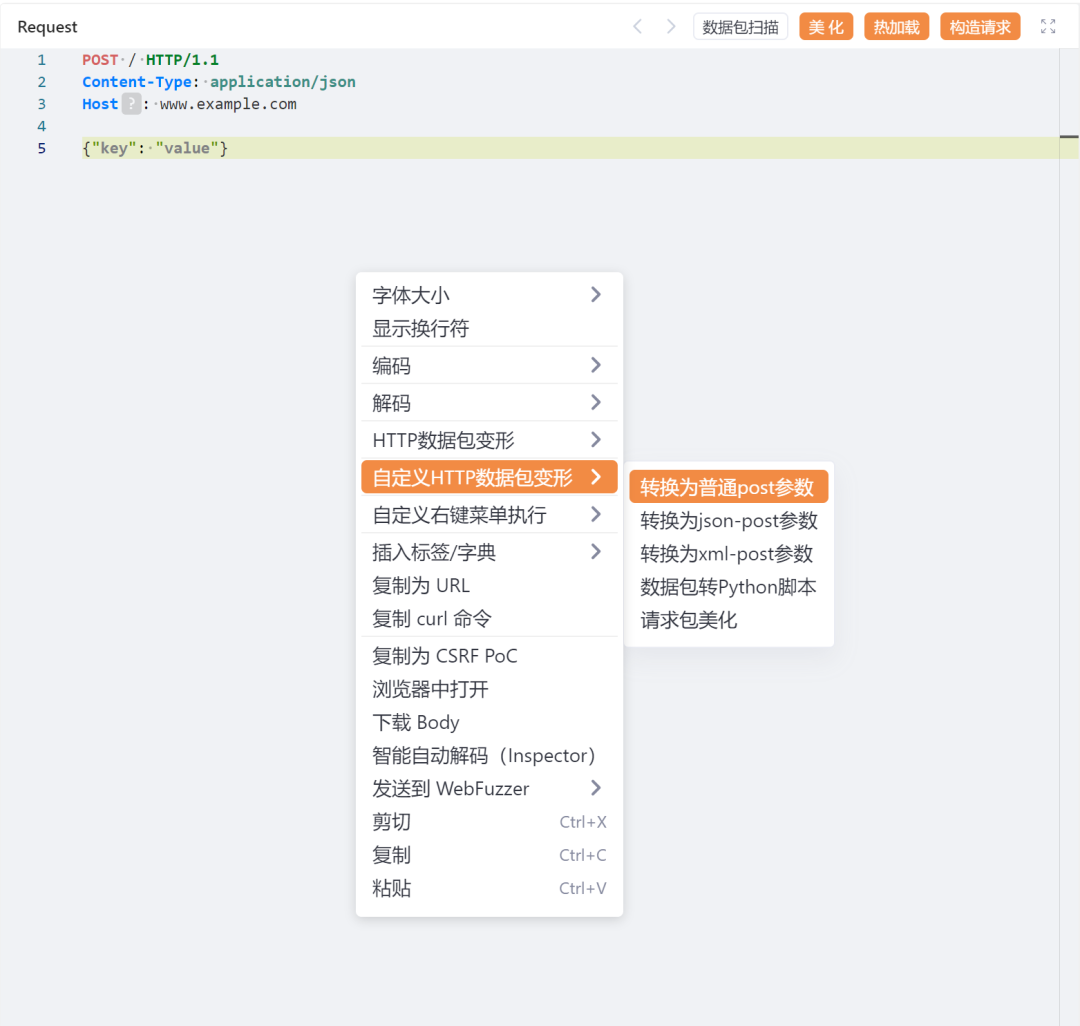 Request 数据包扫描 美 化 热加载 构造请求
1 POST / HTTP/1.1
2 Content-Type: application/json
3 Host ? : www.example.com
4
5 {"key": "value"}
字体大小
显示换行符
编码
解码
HTTP数据包变形
自定义HTTP数据包变形
自定义右键菜单执行
插入标签/字典
复制为 URL
复制 curl 命令
复制为 CSRF PoC
浏览器中打开
下载 Body
智能自动解码（Inspector）
发送到 WebFuzzer
剪切 Ctrl+X
复制 Ctrl+C
粘贴 Ctrl+V
转换为普通post参数
转换为json-post参数
转换为xml-post参数
数据包转Python脚本
请求包美化